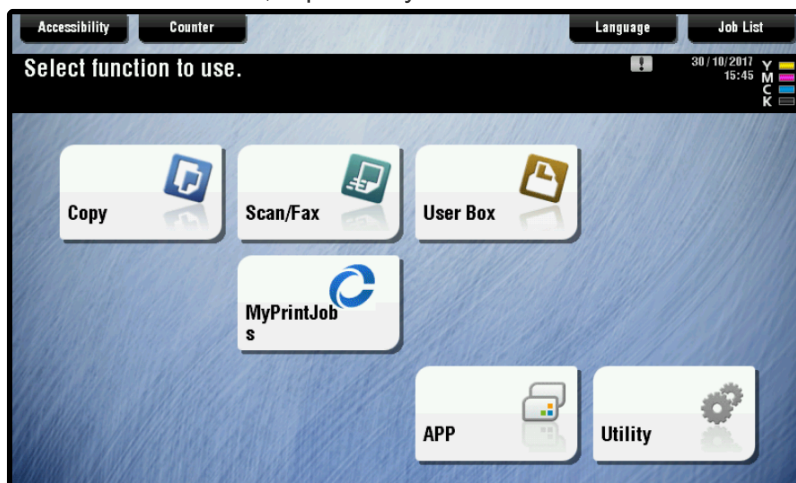 Accessibility Counter Language Job List
Select function to use.
30/10/2017
15:45
Y
M
C
K
Copy Scan/Fax User Box
MyPrintJob
s
APP Utility